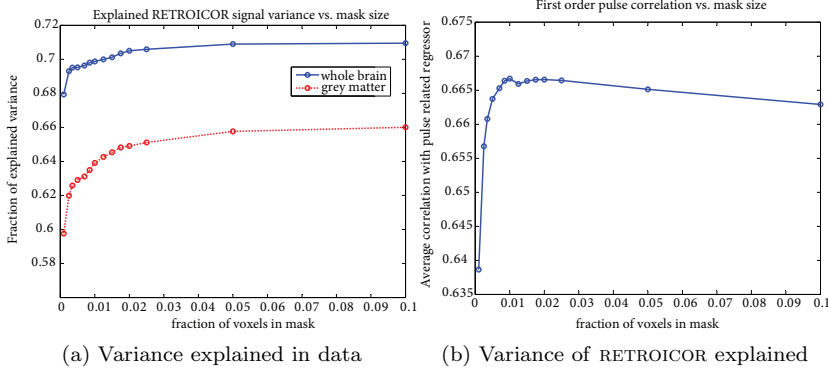 Explained RETROICOR signal variance vs. mask size
0.72
0.7
0.68
0.66
0.64
0.62
0.6
0.58
Fraction of explained variance
whole brain
grey matter
0 0.01 0.02 0.03 0.04 0.05 0.06 0.07 0.08 0.09 0.1
fraction of voxels in mask
(a) Variance explained in data
First order pulse correlation vs. mask size
0.675
0.67
0.665
0.66
0.655
0.65
0.645
0.64
0.635
Average correlation with pulse related regressor
0 0.01 0.02 0.03 0.04 0.05 0.06 0.07 0.08 0.09 0.1
fraction of voxels in mask
(b) Variance of RETROICOR explained